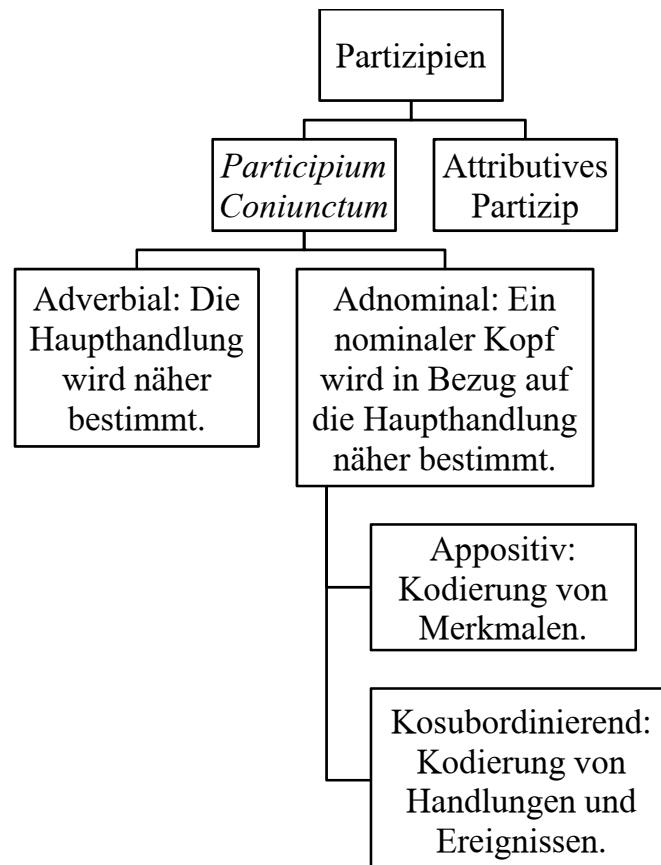 Partizipien
Participium
Coniunctum
Attributives
Partizip
Adverbial: Die
Haupthandlung
wird näher
bestimmt.
Adnominal: Ein
nominaler Kopf
wird in Bezug auf
die Haupthandlung
näher bestimmt.
Appositiv:
Kodierung von
Merkmalen.
Kosubordinierend:
Kodierung von
Handlungen und
Ereignissen.